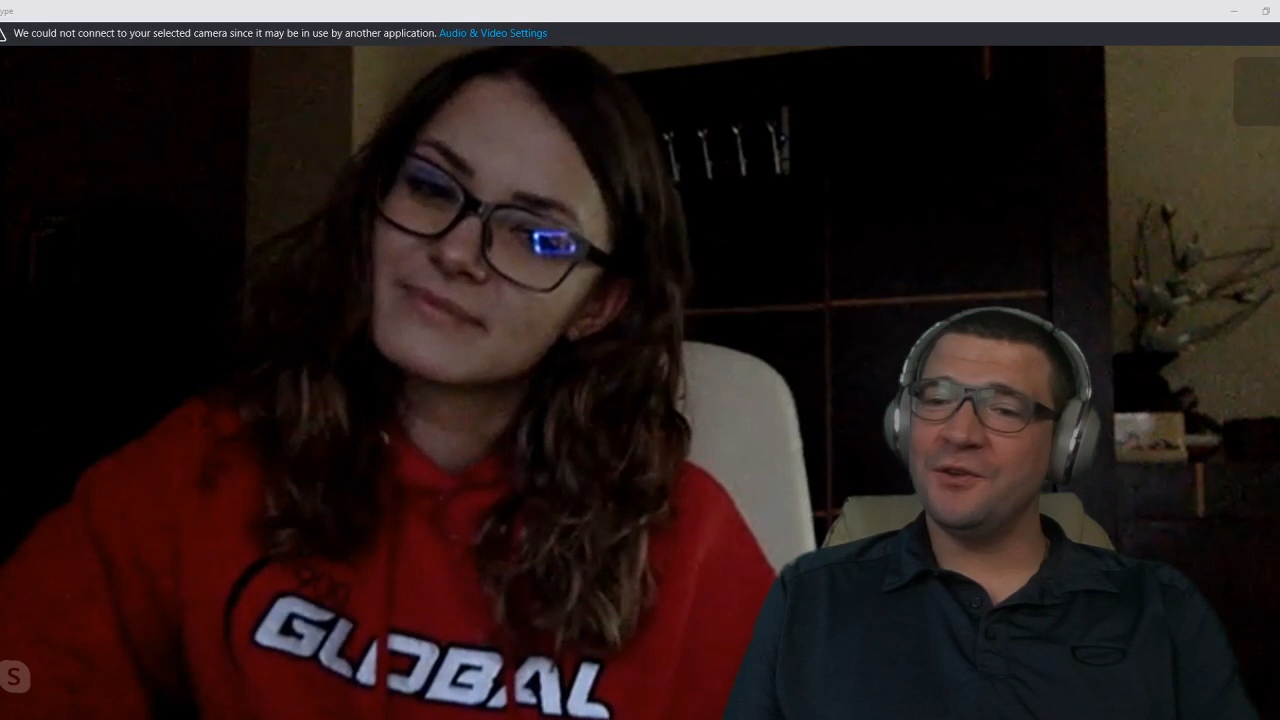 ype
We could not connect to your selected camera since it may be in use by another application. Audio & Video Settings
GLOBAL
S